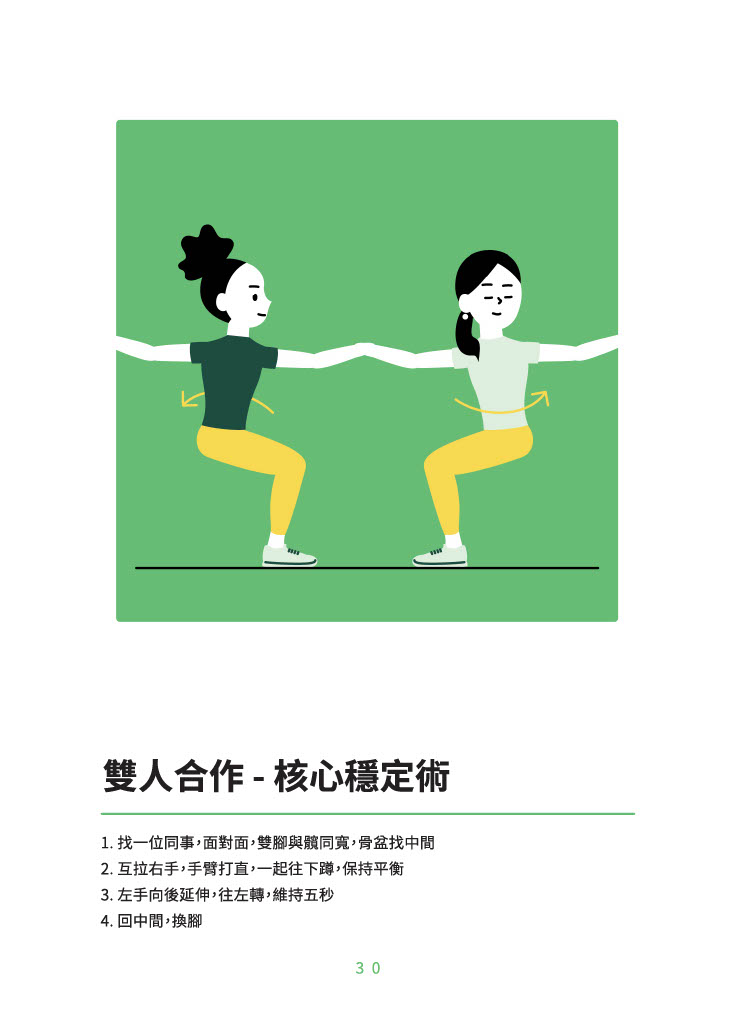 雙人合作 - 核心穩定術
1. 找一位同事，面對面，雙腳與髖同寬，骨盆找中間
2. 互拉右手，手臂打直，一起往下蹲，保持平衡
3. 左手向後延伸，往左轉，維持五秒
4. 回中間，換腳
30